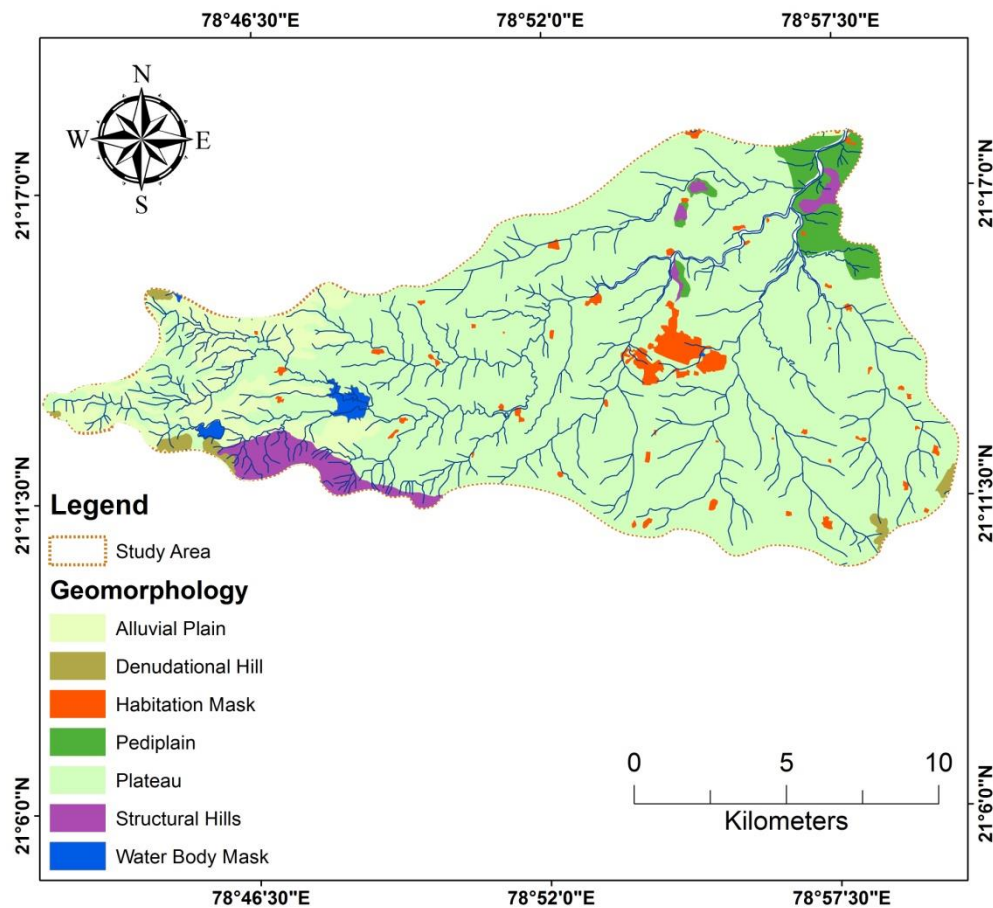 78°46'30"E 78°52'0"E 78°57'30"E
N
W E
S
21°17'0"N 21°17'0"N
21°11'30"N 21°11'30"N
Legend
Study Area
Geomorphology
Alluvial Plain
Denudational Hill
Habitation Mask
Pediplain
Plateau
Structural Hills
Water Body Mask
0 5 10
Kilometers
21°6'0"N 21°6'0"N
78°46'30"E 78°52'0"E 78°57'30"E